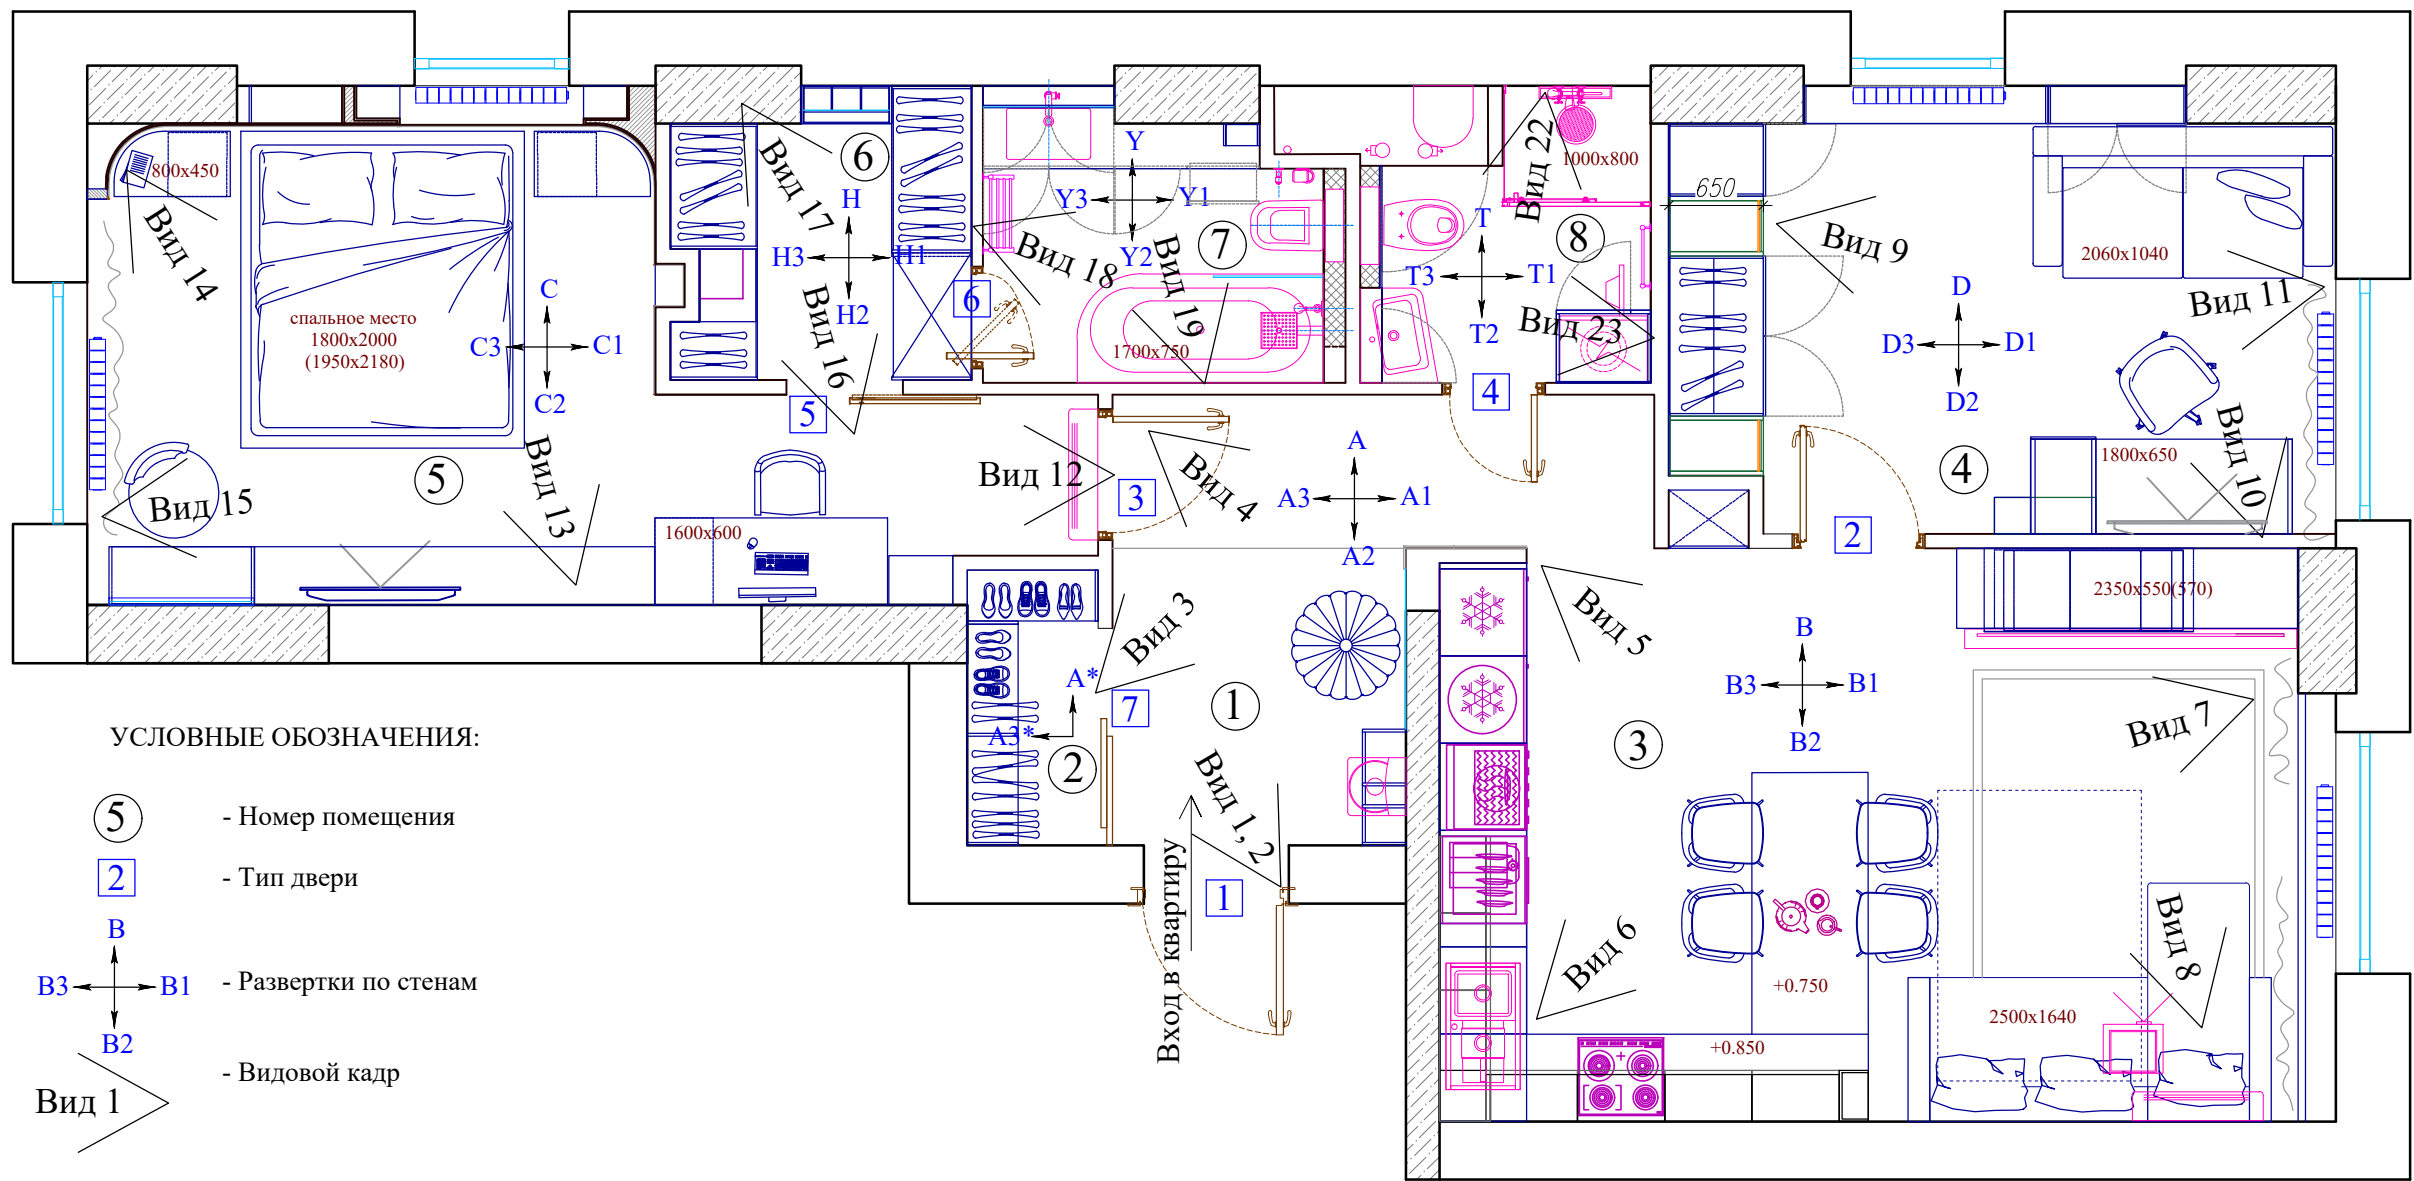 800x450
Вид 14
спальное место
1800x2000
(1950x2180)
C
C3
C1
C2
5
Вид 15
Вид 13
1600x600
Вид 17
6
H
H3
H1
H2
Вид 16
5
6
Вид 18
Y
Y3
Y1
Y2
7
Вид 19
1700x750
Вид 22
1000x800
T
T3
T1
T2
8
Вид 23
4
650
Вид 9
2060x1040
Вид 11
D
D3
D1
D2
4
1800x650
Вид 10
2
Вид 12
3
Вид 4
A
A3
A1
A2
Вид 3
A*
A3*
7
2
1
Вид 1, 2
1
Вход в квартиру
Вид 5
2350x550(570)
B
B3
B1
B2
3
Вид 7
Вид 6
+0.750
+0.850
2500x1640
Вид 8
УСЛОВНЫЕ ОБОЗНАЧЕНИЯ:
5
- Номер помещения
2
- Тип двери
B
B3
B1
B2
- Развертки по стенам
Вид 1
- Видовой кадр